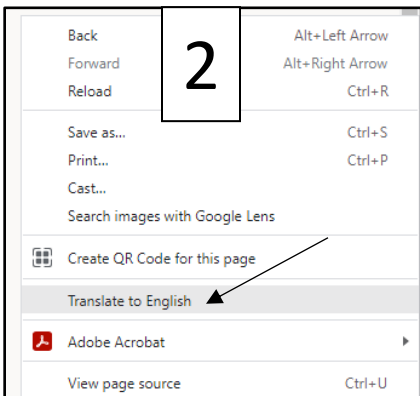 2
Back Alt+Left Arrow
Forward Alt+Right Arrow
Reload Ctrl+R
Save as... Ctrl+S
Print... Ctrl+P
Cast...
Search images with Google Lens
Create QR Code for this page
Translate to English
Adobe Acrobat
View page source Ctrl+U